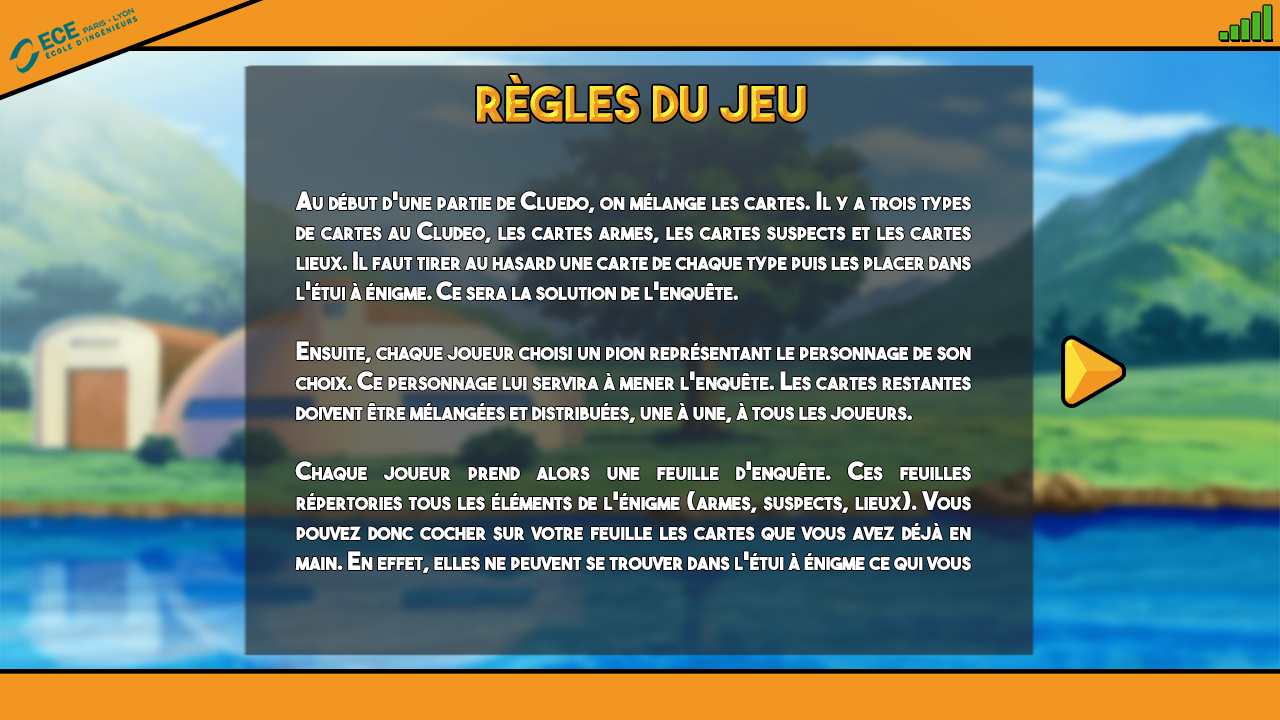 ECE PARIS - LYON
ÉCOLE D'INGÉNIEURS
RÈGLES DU JEU
Au début d'une partie de Cluedo, on mélange les cartes. Il y a trois types
de cartes au Cludeo, les cartes armes, les cartes suspects et les cartes
lieux. Il faut tirer au hasard une carte de chaque type puis les placer dans
l'étui à énigme. Ce sera la solution de l'enquête.
Ensuite, chaque joueur choisi un pion représentant le personnage de son
choix. Ce personnage lui servira à mener l'enquête. Les cartes restantes
doivent être mélangées et distribuées, une à une, à tous les joueurs.
Chaque joueur prend alors une feuille d'enquête. Ces feuilles
répertories tous les éléments de l'énigme (armes, suspects, lieux). Vous
pouvez donc cocher sur votre feuille les cartes que vous avez déjà en
main. En effet, elles ne peuvent se trouver dans l'étui à énigme ce qui vous